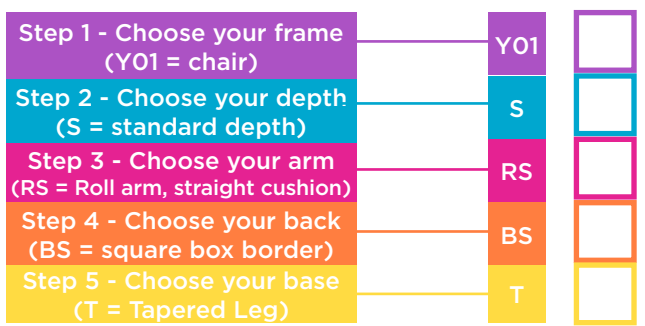 Step 1 - Choose your frame
(Y01 = chair)
Y01
Step 2 - Choose your depth
(S = standard depth)
S
Step 3 - Choose your arm
(RS = Roll arm, straight cushion)
RS
Step 4 - Choose your back
(BS = square box border)
BS
Step 5 - Choose your base
(T = Tapered Leg)
T